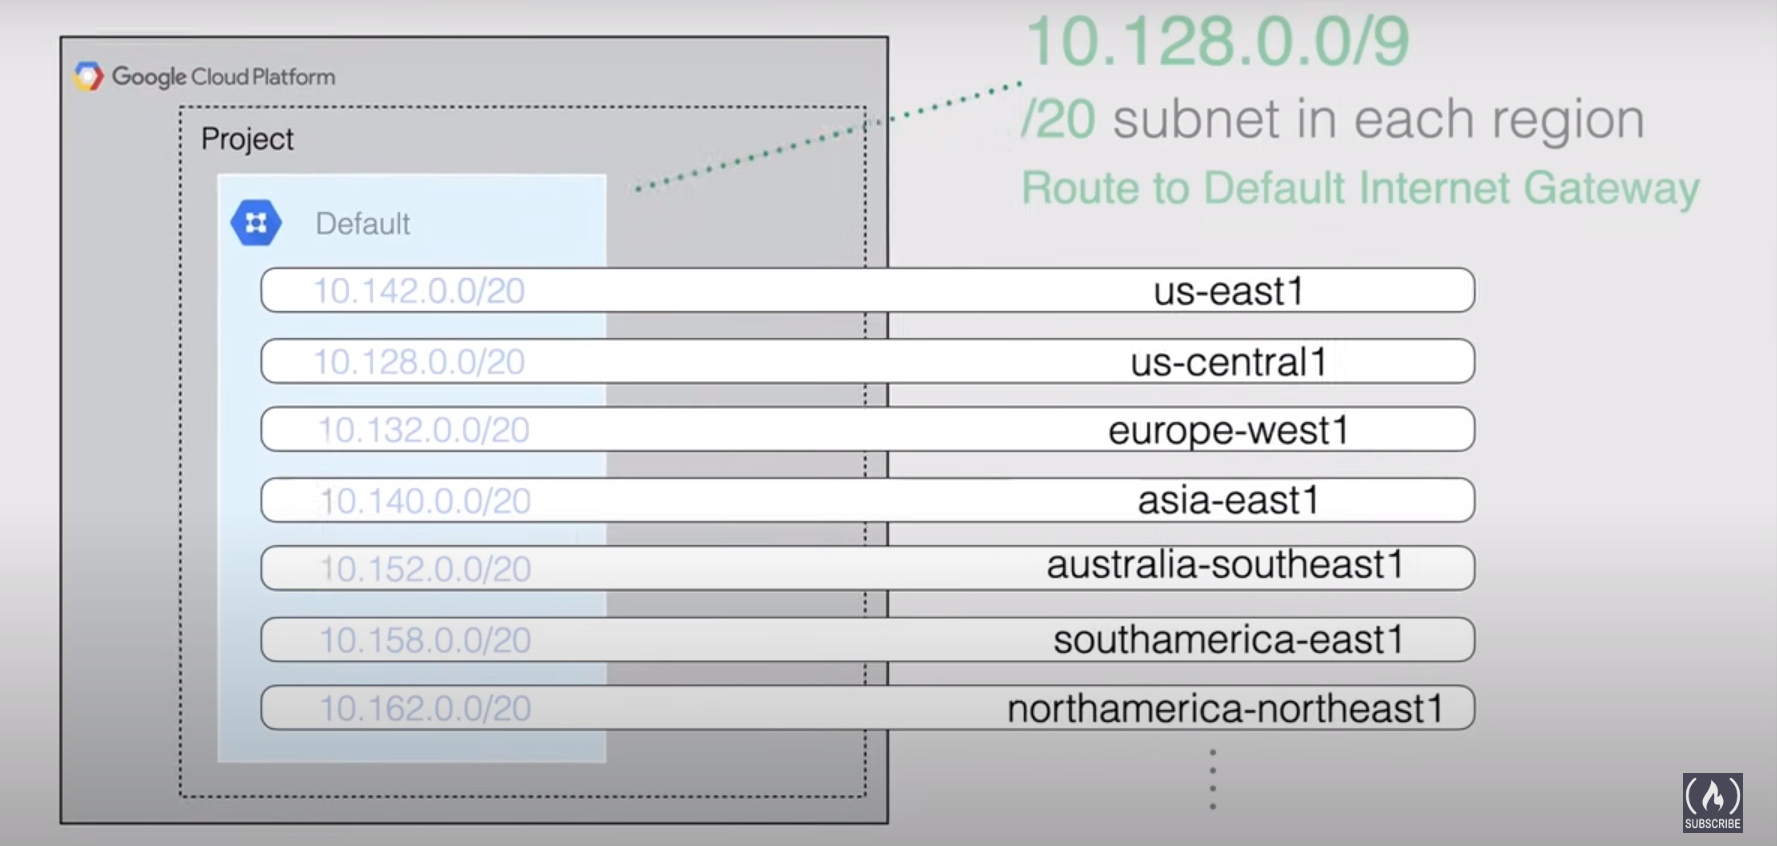 10.128.0.0/9
Google Cloud Platform
/20 subnet in each region
Project
Route to Default Internet Gateway
Default
10.142.0.0/20 us-east1
10.128.0.0/20 us-central1
10.132.0.0/20 europe-west1
10.140.0.0/20 asia-east1
10.152.0.0/20 australia-southeast1
10.158.0.0/20 southamerica-east1
10.162.0.0/20 northamerica-northeast1
SUBSCRIBE